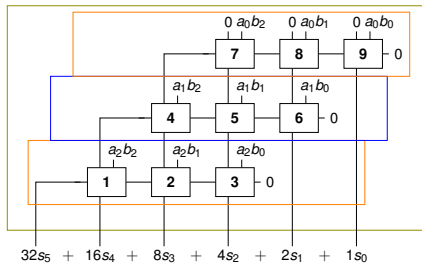 0 a₀b₂ 0 a₀b₁ 0 a₀b₀
7 8 9 0
a₁b₂ a₁b₁ a₁b₀
4 5 6 0
a₂b₂ a₂b₁ a₂b₀
1 2 3 0
32s₅ + 16s₄ + 8s₃ + 4s₂ + 2s₁ + 1s₀